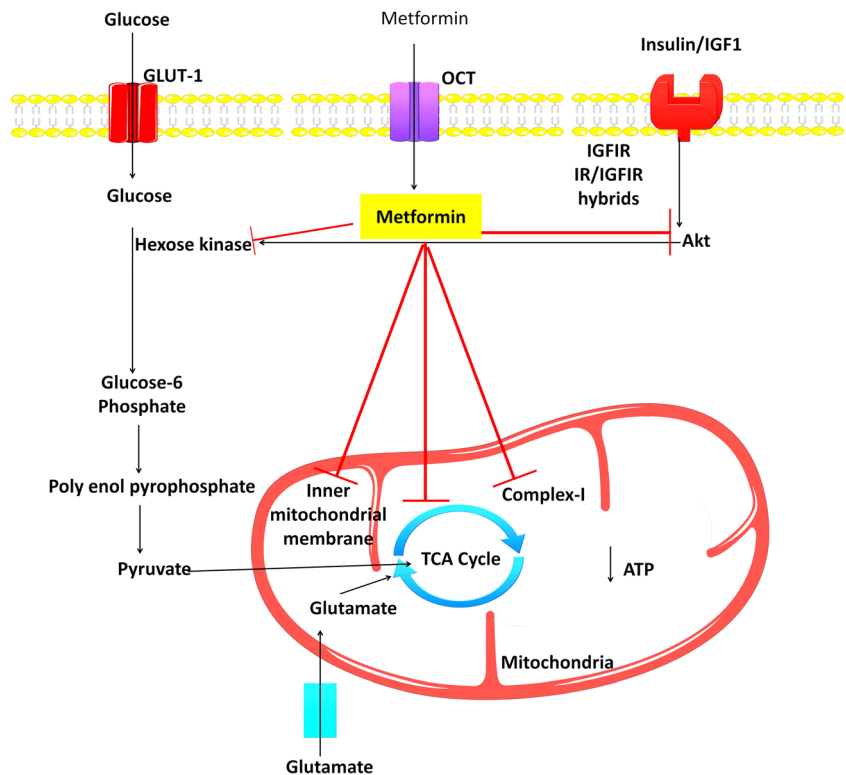 Glucose
Metformin
Insulin/IGF1
GLUT-1
OCT
IGFIR
IR/IGFIR
hybrids
Glucose
Metformin
Hexose kinase
Akt
Glucose-6
Phosphate
Poly enol pyrophosphate
Inner
mitochondrial
membrane
Complex-I
TCA Cycle
Pyruvate
ATP
Glutamate
Mitochondria
Glutamate